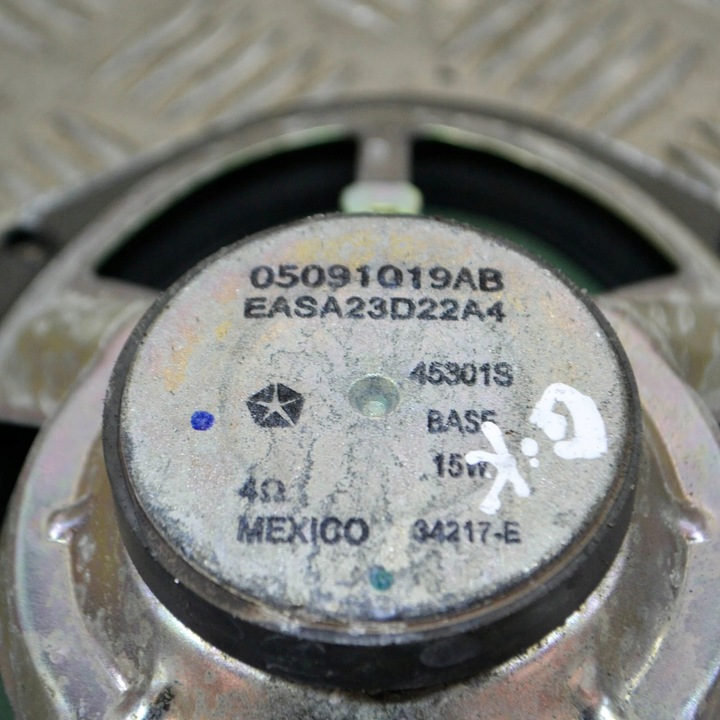 05091019AB
EASA23D22A4
45301S
BASE
15W
4Ω
MEXICO 34217-E